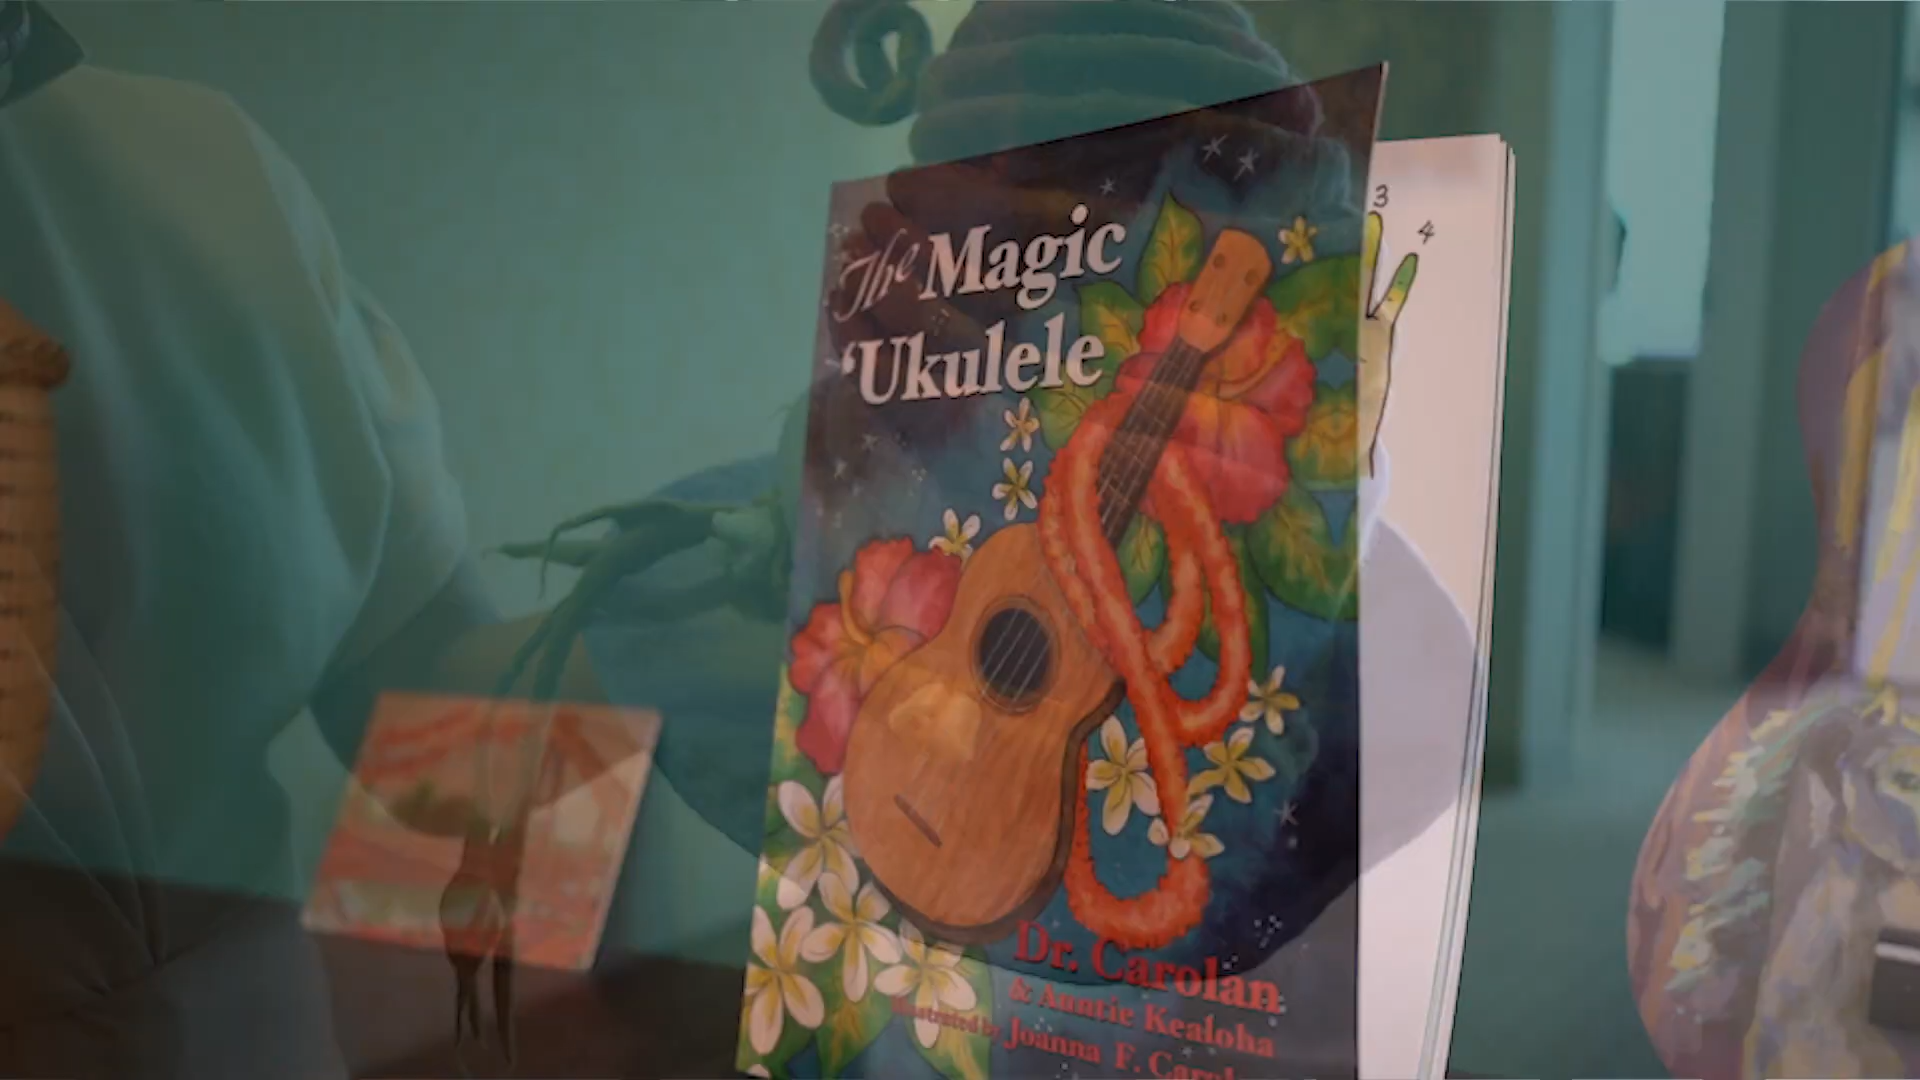 The Magic
‘Ukulele
3
4
Dr. Carolan
& Auntie Kealoha
Illustrated by Joanna F.